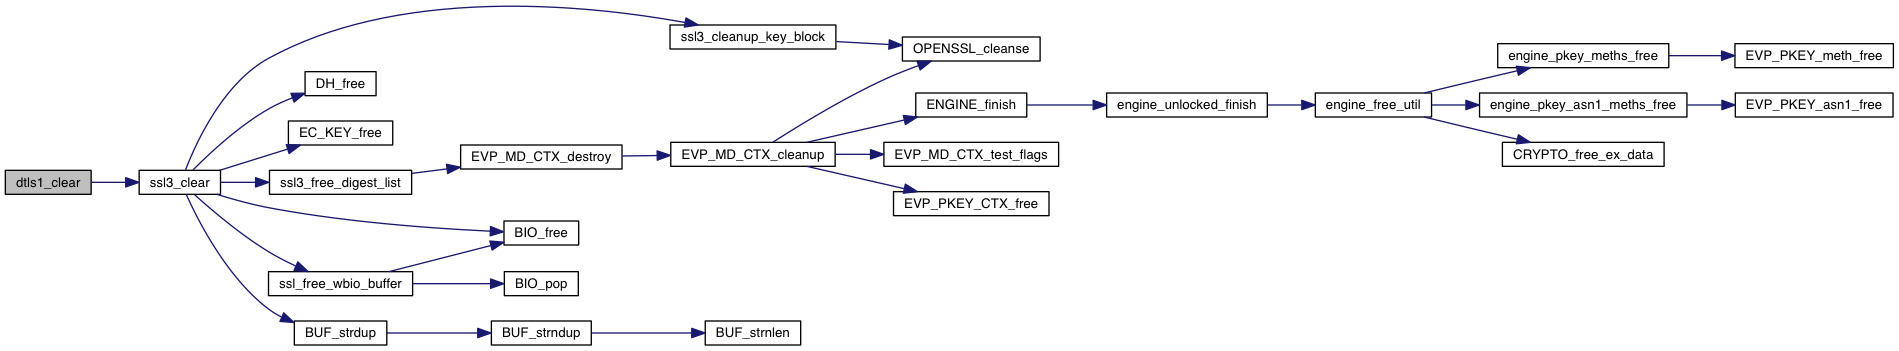 dtls1_clear
ssl3_clear
ssl3_cleanup_key_block
DH_free
EC_KEY_free
ssl3_free_digest_list
BIO_free
ssl_free_wbio_buffer
BIO_pop
BUF_strdup
BUF_strndup
BUF_strnlen
EVP_MD_CTX_destroy
EVP_MD_CTX_cleanup
OPENSSL_cleanse
ENGINE_finish
EVP_MD_CTX_test_flags
EVP_PKEY_CTX_free
engine_unlocked_finish
engine_free_util
engine_pkey_meths_free
engine_pkey_asn1_meths_free
CRYPTO_free_ex_data
EVP_PKEY_meth_free
EVP_PKEY_asn1_free